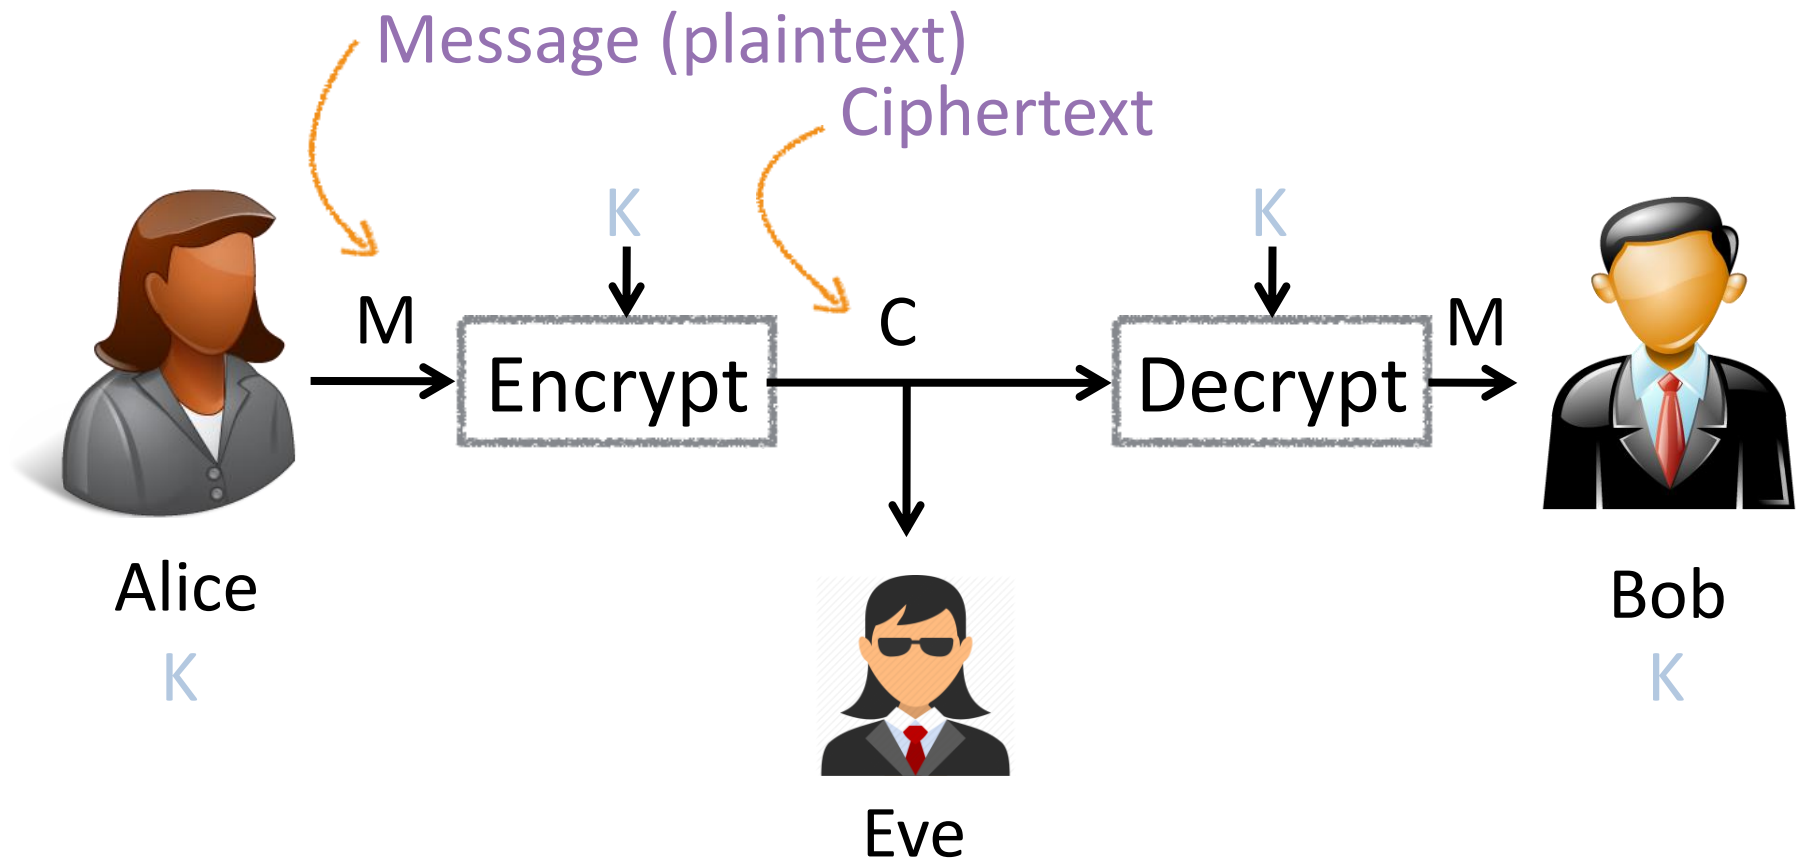 Message (plaintext)
Ciphertext
K
K
M
C
M
Encrypt
Decrypt
Alice
Bob
K
K
Eve